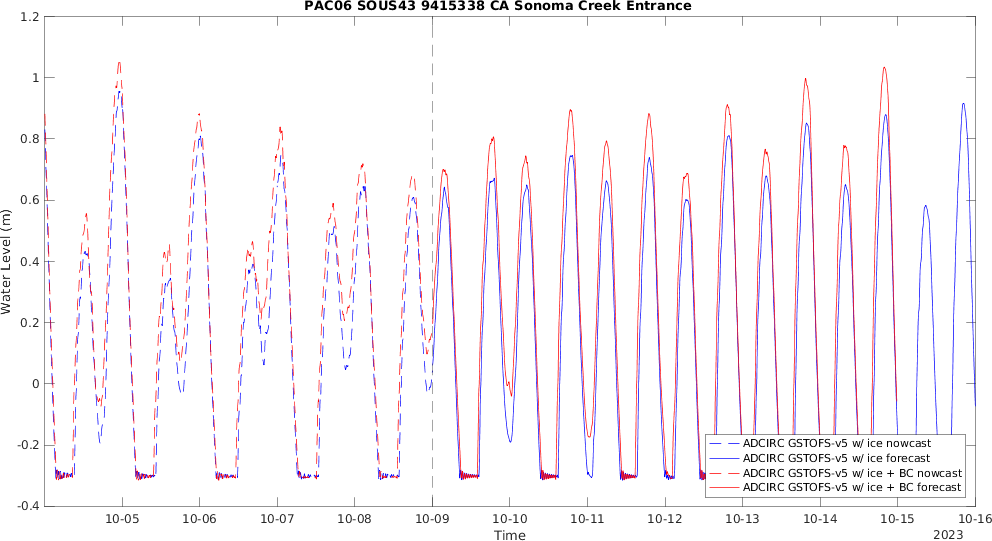 PAC06 SOUS43 9415338 CA Sonoma Creek Entrance
1.2
1
0.8
0.6
0.4
0.2
0
-0.2
-0.4
Water Level (m)
ADCIRC GSTOFS-v5 w/ ice nowcast
ADCIRC GSTOFS-v5 w/ ice forecast
ADCIRC GSTOFS-v5 w/ ice + BC nowcast
ADCIRC GSTOFS-v5 w/ ice + BC forecast
10-05 10-06 10-07 10-08 10-09 10-10 10-11 10-12 10-13 10-14 10-15 10-16
Time
2023